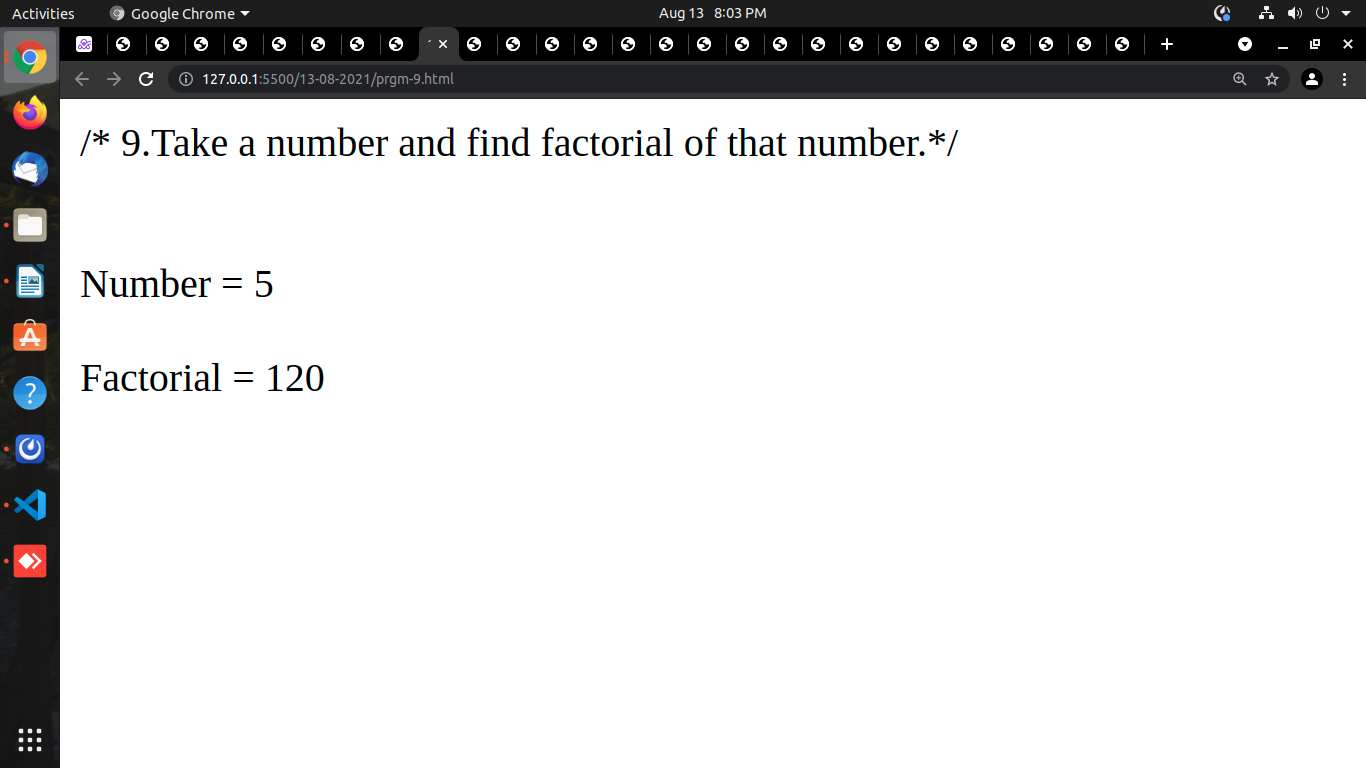 Activities Google Chrome Aug 13 8:03 PM
127.0.0.1:5500/13-08-2021/prgm-9.html
/* 9.Take a number and find factorial of that number.*/
Number = 5
Factorial = 120